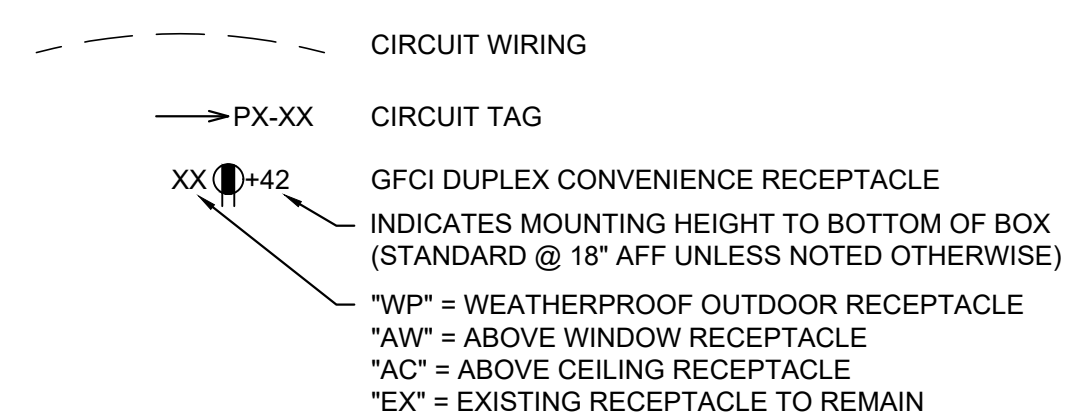 CIRCUIT WIRING
PX-XX CIRCUIT TAG
XX +42 GFCI DUPLEX CONVENIENCE RECEPTACLE
INDICATES MOUNTING HEIGHT TO BOTTOM OF BOX
(STANDARD @ 18" AFF UNLESS NOTED OTHERWISE)
"WP" = WEATHERPROOF OUTDOOR RECEPTACLE
"AW" = ABOVE WINDOW RECEPTACLE
"AC" = ABOVE CEILING RECEPTACLE
"EX" = EXISTING RECEPTACLE TO REMAIN